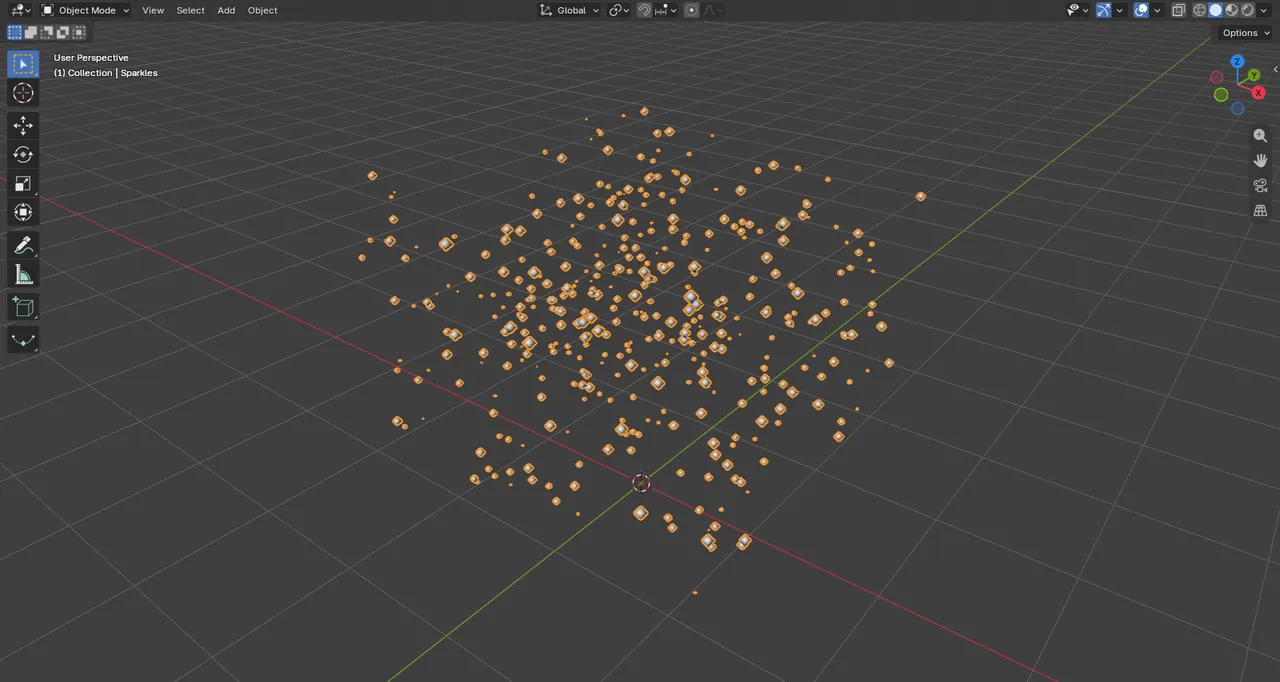 Object Mode View Select Add Object Global
Options
User Perspective
(1) Collection | Sparkles
Z
Y
X